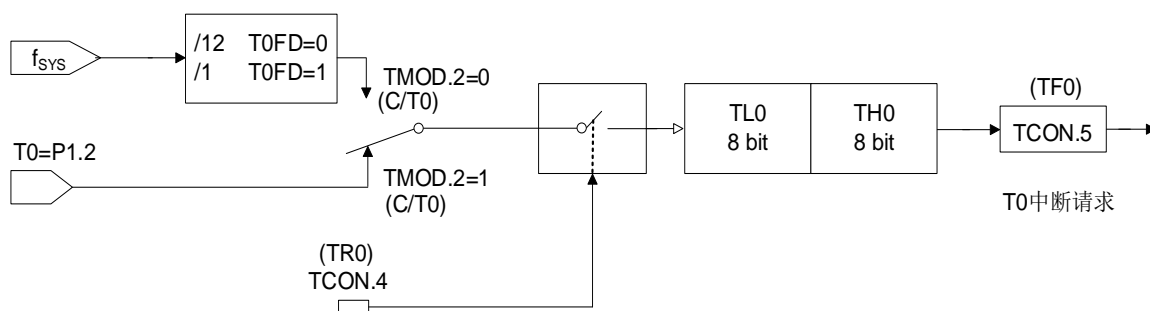 fSYS
/12 T0FD=0
/1 T0FD=1
TMOD.2=0
(C/T0)
T0=P1.2
TMOD.2=1
(C/T0)
(TR0)
TCON.4
TL0
8 bit
TH0
8 bit
(TF0)
TCON.5
T0中断请求